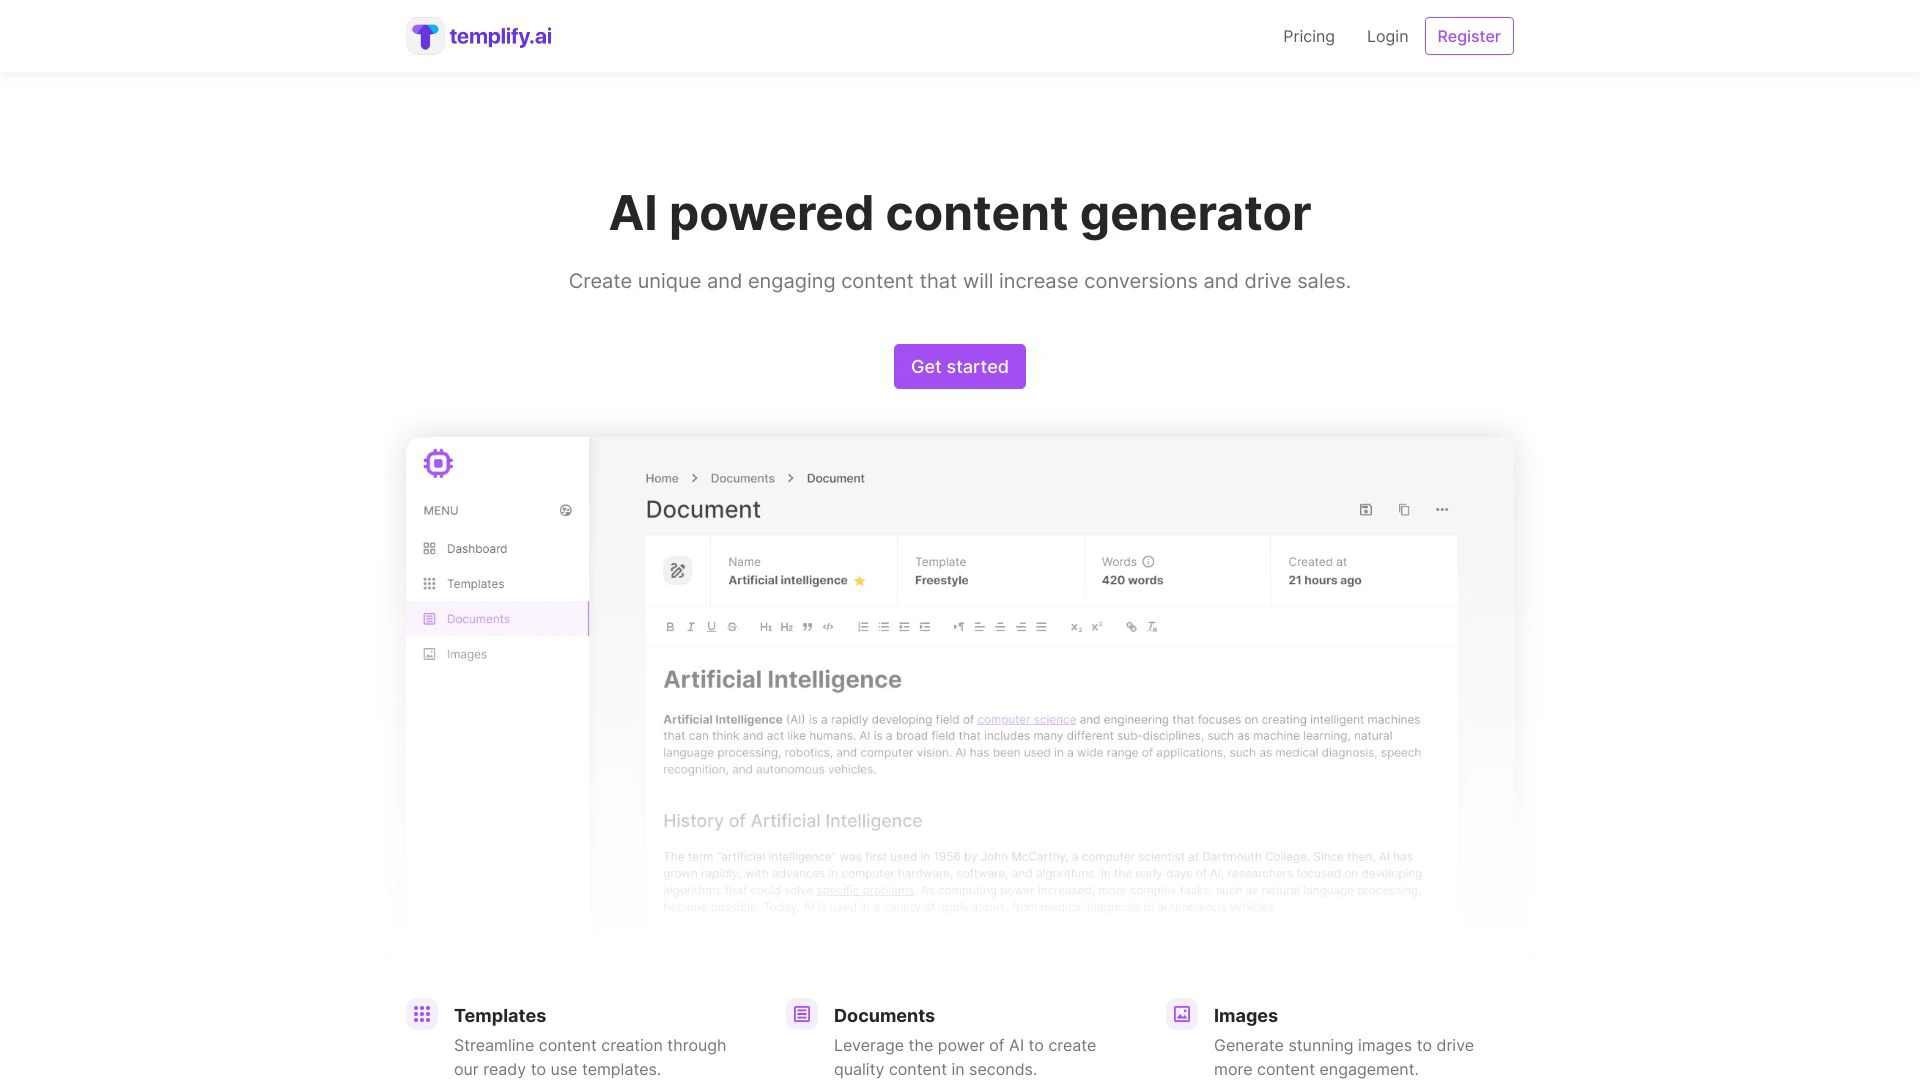 templify.ai
Pricing
Login
Register
AI powered content generator
Create unique and engaging content that will increase conversions and drive sales.
Get started
Home > Documents > Document
Document
MENU
Dashboard
Templates
Documents
Images
Name
Artificial intelligence
Template
Freestyle
Words
420 words
Created at
21 hours ago
Artificial Intelligence
Artificial Intelligence (AI) is a rapidly developing field of computer science and engineering that focuses on creating intelligent machines
that can think and act like humans. AI is a broad field that includes many different sub-disciplines, such as machine learning, natural
language processing, robotics, and computer vision. AI has been used in a wide range of applications, such as medical diagnosis, speech
recognition, and autonomous vehicles.
History of Artificial Intelligence
The term "artificial intelligence" was first used in 1956 by John McCarthy, a computer scientist at Dartmouth College. Since then, AI has
grown rapidly, with advances in computer hardware, software, and algorithms. In the early days of AI, researchers focused on developing
algorithms that could solve specific problems. As computing power increased, more complex tasks, such as natural language processing,
became possible. Today, AI is used in a variety of applications, from medical diagnosis to autonomous vehicles.
Templates
Streamline content creation through
our ready to use templates.
Documents
Leverage the power of AI to create
quality content in seconds.
Images
Generate stunning images to drive
more content engagement.